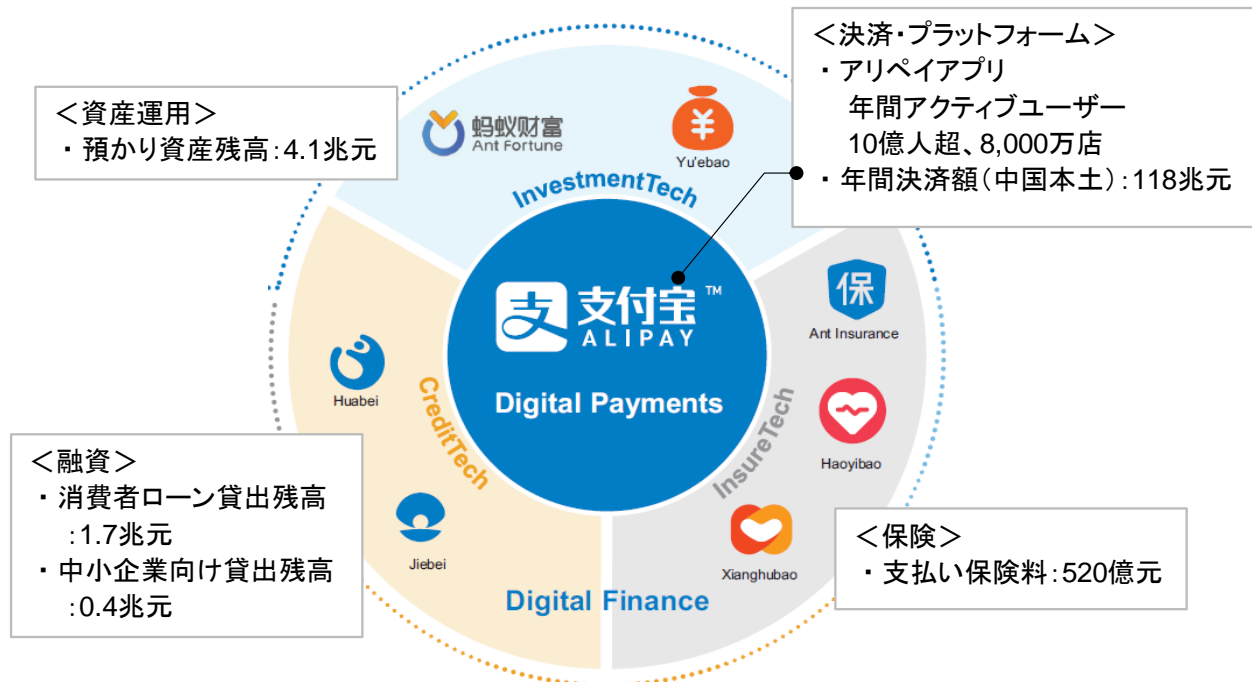 ＜決済・プラットフォーム＞
・アリペイアプリ
年間アクティブユーザー
10億人超、8,000万店
・年間決済額（中国本土）：118兆元
＜資産運用＞
・預かり資産残高：4.1兆元
蚂蚁财富
Ant Fortune
¥
Yu'ebao
InvestmentTech
支 支付宝 ™
ALIPAY
Digital Payments
保
Ant Insurance
Haoyibao
Xianghubao
InsureTech
Huabei
CreditTech
Jiebei
＜融資＞
・消費者ローン貸出残高
：1.7兆元
・中小企業向け貸出残高
：0.4兆元
＜保険＞
・支払い保険料：520億元
Digital Finance